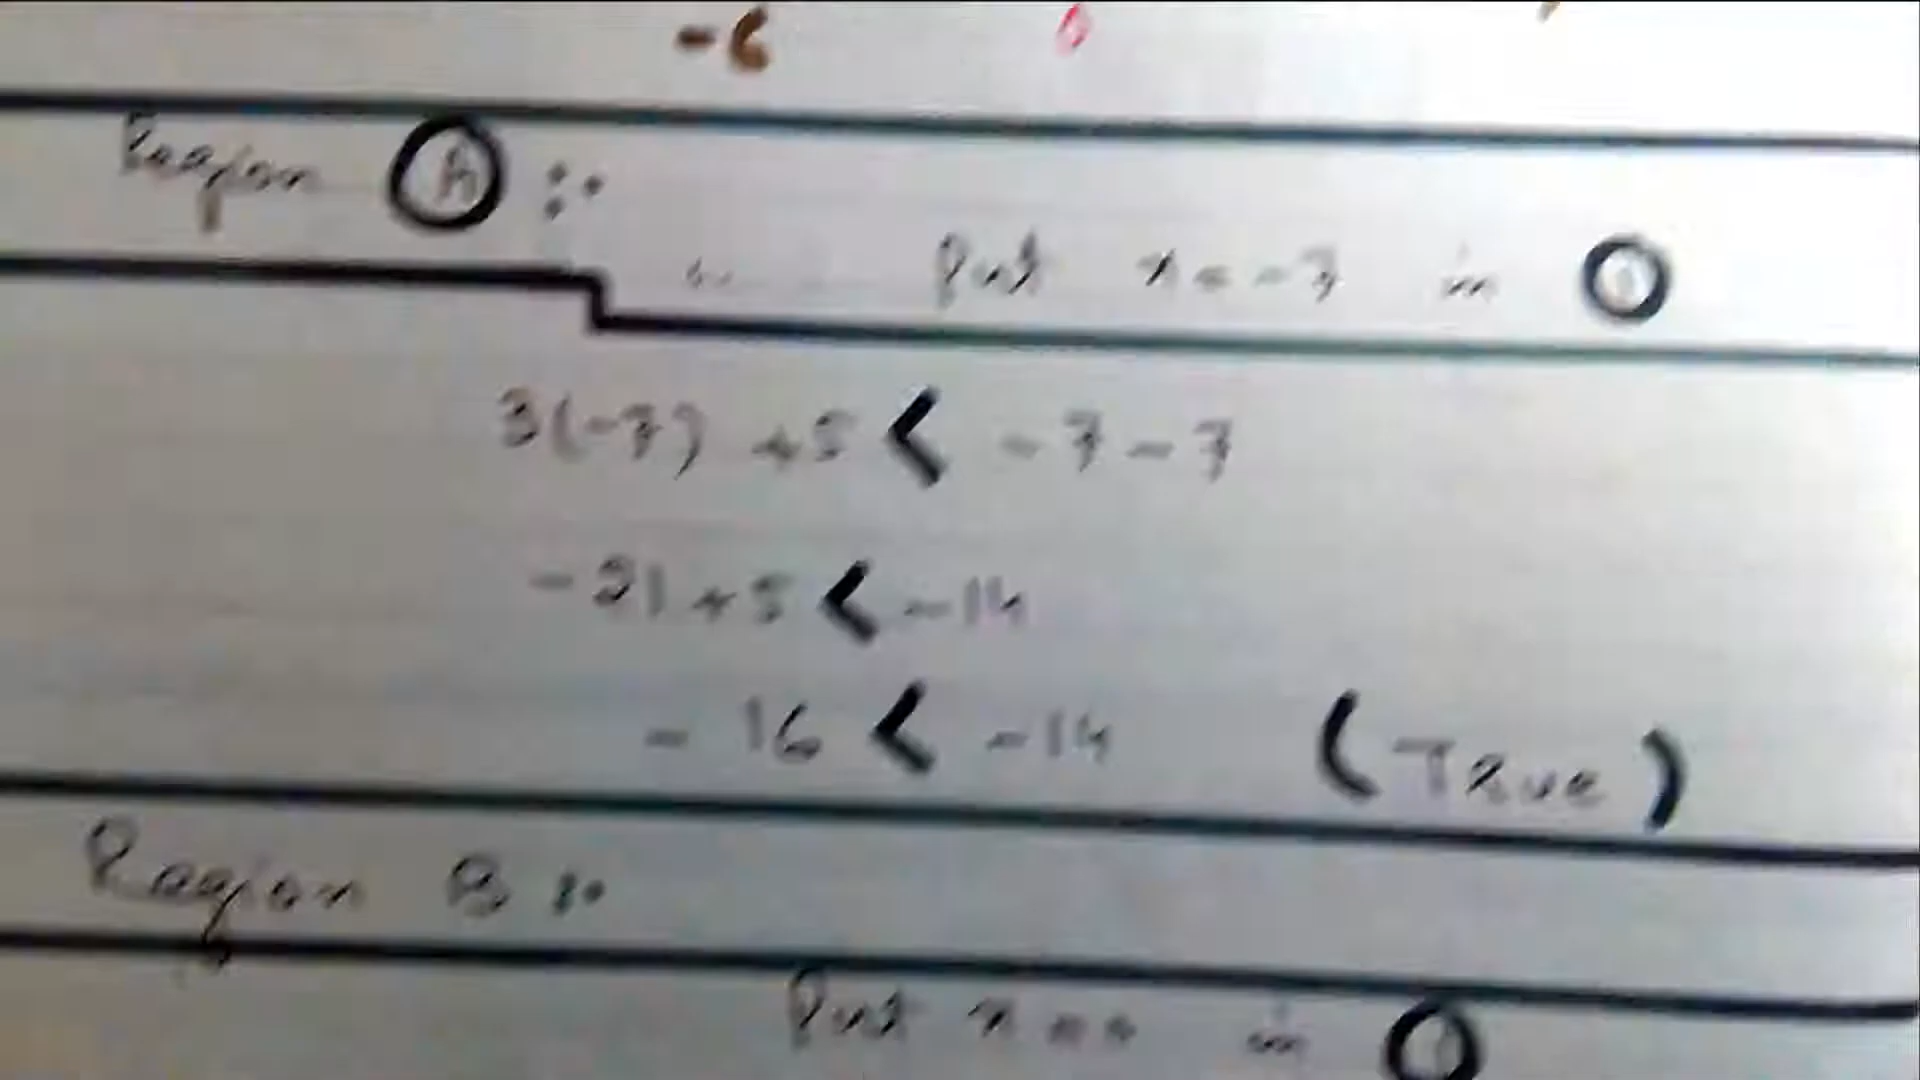 -6 0
Region A :.
Put x = -7 in 1
3(-7) +5 < -7-7
-21+5 < -14
-16 < -14 (True)
Region B :.
Put x = 0 in 1